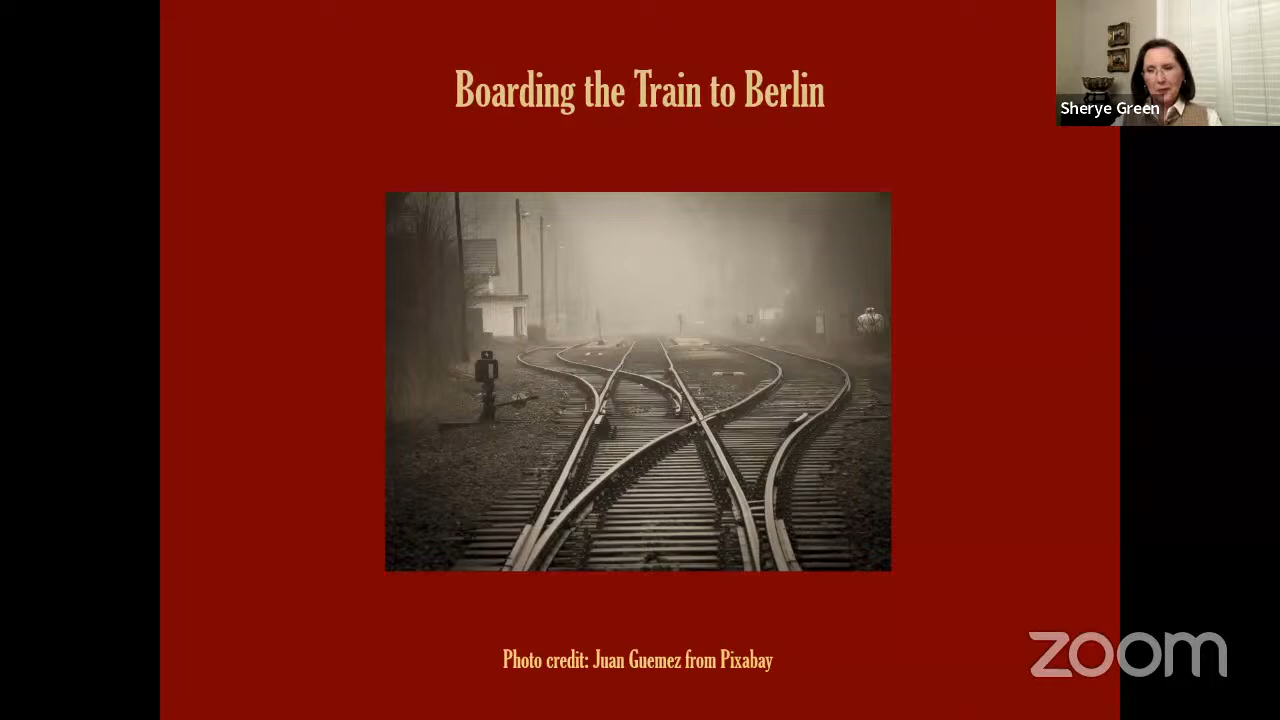 Boarding the Train to Berlin
Sherye Green
Photo credit: Juan Guemez from Pixabay
zoom